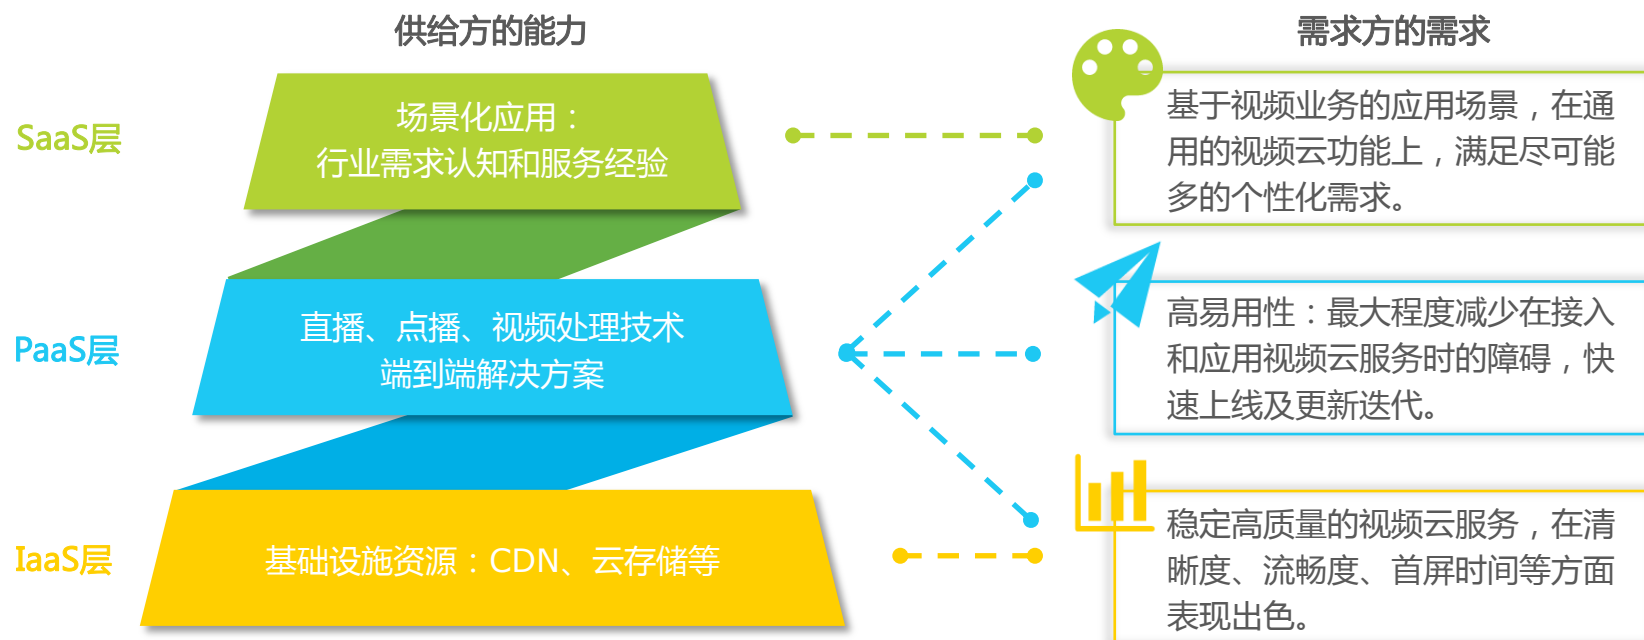 供给方的能力
需求方的需求
SaaS层
场景化应用：
行业需求认知和服务经验
基于视频业务的应用场景，在通
用的视频云功能上，满足尽可能
多的个性化需求。
PaaS层
直播、点播、视频处理技术
端到端解决方案
高易用性：最大程度减少在接入
和应用视频云服务时的障碍，快
速上线及更新迭代。
IaaS层
基础设施资源：CDN、云存储等
稳定高质量的视频云服务，在清
晰度、流畅度、首屏时间等方面
表现出色。